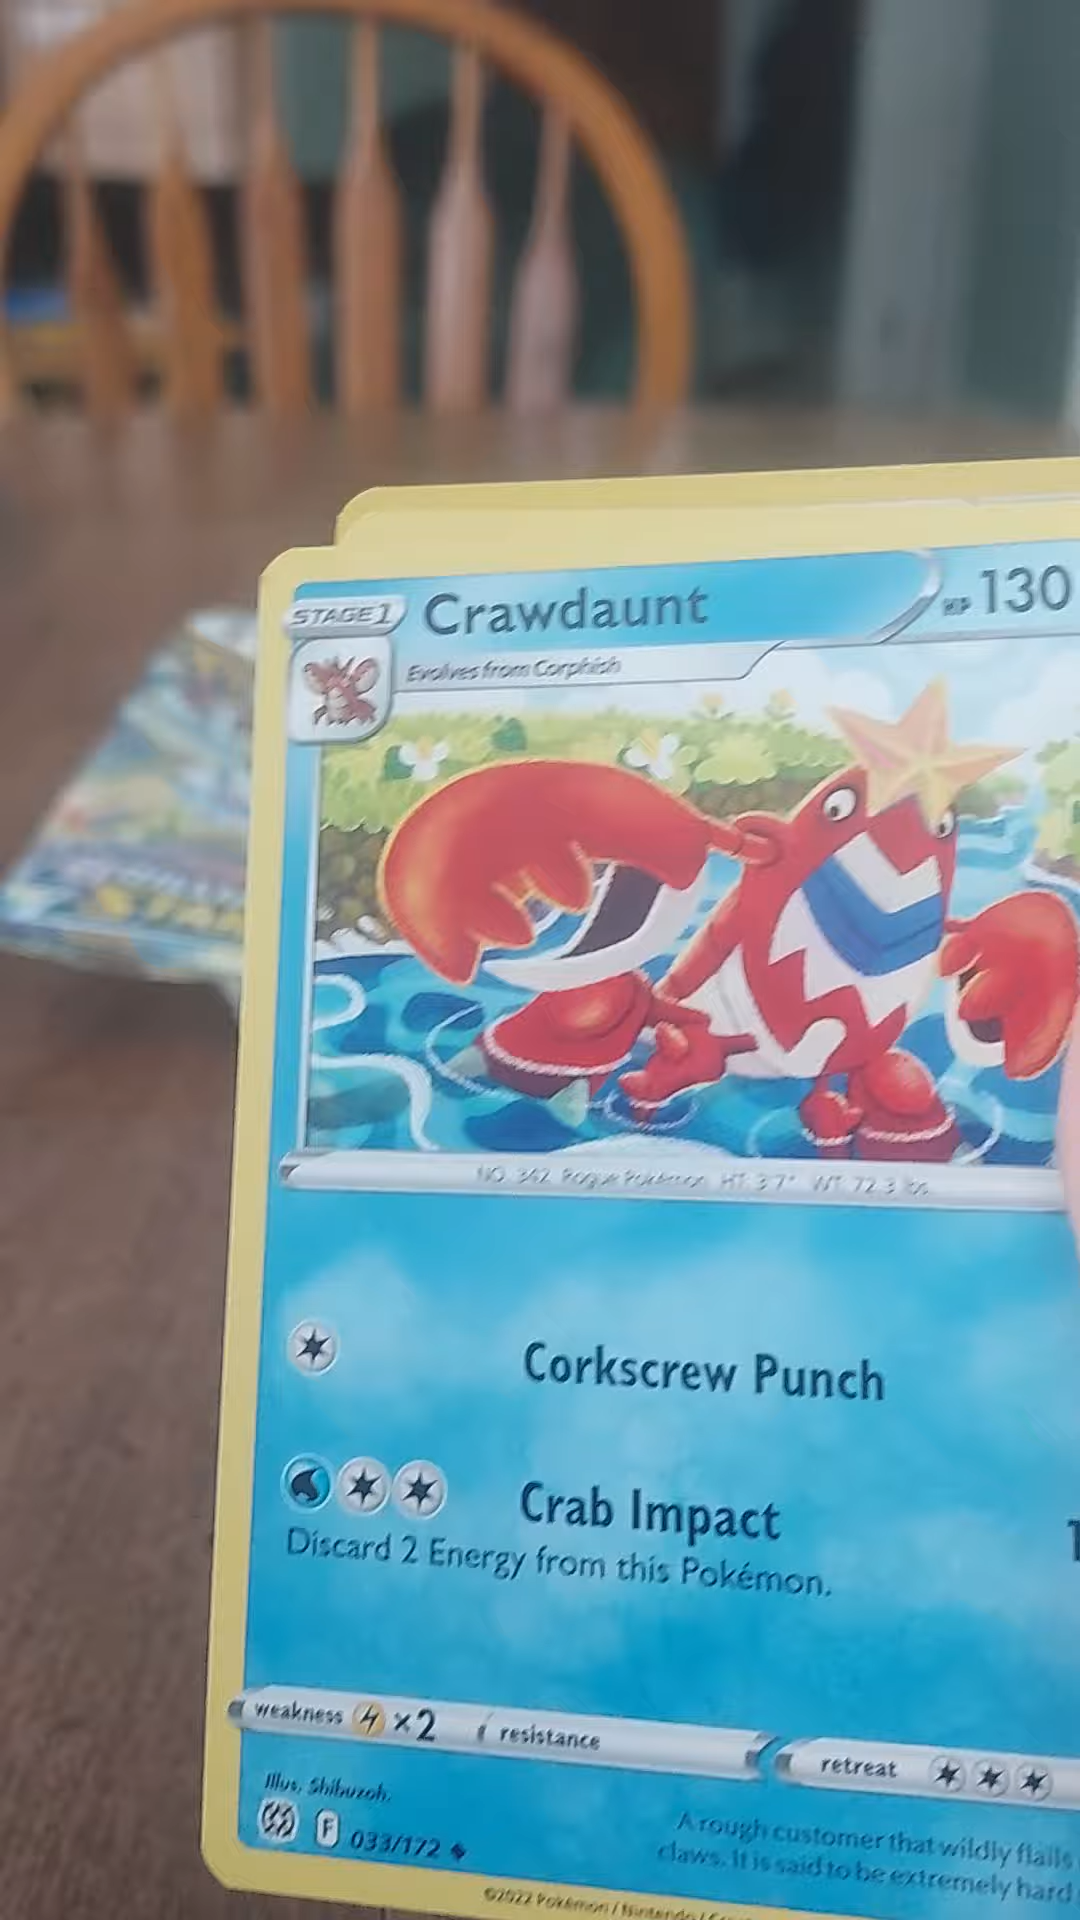 STAGE 1 Crawdaunt HP 130
Evolves from Corphish
NO. 342 Rogue Pokémon HT: 3'7" WT: 72.3 lbs
Corkscrew Punch
Crab Impact 1
Discard 2 Energy from this Pokémon.
weakness ×2 resistance retreat
Illus. Shibuzoh.
F 033/172
A rough customer that wildly flails
claws. It is said to be extremely hard
©2022 Pokémon / Nintendo /